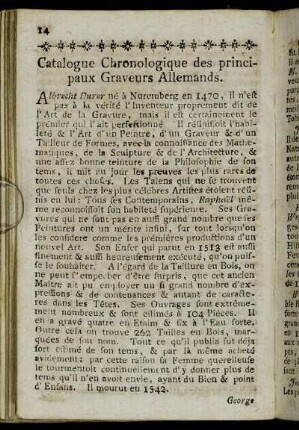 14
Catalogue Chronologique des princi-
paux Graveurs Allemands.
Albrecht Durer né à Nuremberg en 1470, il n'est
pas à la vérité l'Inventeur proprement dit de
l'Art de la Gravure, mais il est certainement le
prémier qui l'ait perfectionné Il réünissoit l'habi-
leté & l'Art d'un Peintre, d'un Graveur & d'un
Tailleur de Formes, avec la connoissance des Mathe-
matiques, de la Sculpture & de l'Architecture, &
une assez bonne teinture de la Philosophie de son
tems, il mit au jour les preuves les plus rares de
toutes ces choses. Les Talens qui ne se trouvent
que seuls chez les plus célébres Artistes étoient réü-
nis en lui: Tous ses Contemporains, Raphaël mé-
me reconnoissoit son habileté supérieure. Ses Gra-
vures qui ne sont pas en aussi grand nombre que ses
Peintures ont un mérite infini, sur tout lorsqu'on
les considére comme les prémiéres productions d'un
nouvel Art. Son Enfer qui parut en 1513 est aussi
finement & aussi heureusement exécuté, qu'on puis-
se le souhaiter. A l'égard de la Taillure en Bois, on
ne peut l'empecher d'être surpris, que cet ancien
Maitre ait pu employer un si grand nombre d'ex-
pressions & de contenances & autant de caracte-
res dans les Têtes. Ses Ouvrages sont extrême-
ment nombreux & sont estimés à 104 Piéces. Il
en a gravé quatre en Etaim & six à l'Eau forte.
Outre cela on trouve 262 Tailles en Bois, mar-
quées de son nom. Tout ce qu'il publia fut déja
fort estimé de son tems, & par là même acheté
avidement; par cette raison sa Femme querelleuse
le tourmentoit continuellement d'y donner plus de
tems qu'il n'en avoit envie, ayant du Bien & point
d'Enfans. Il mourut en 1542.
George